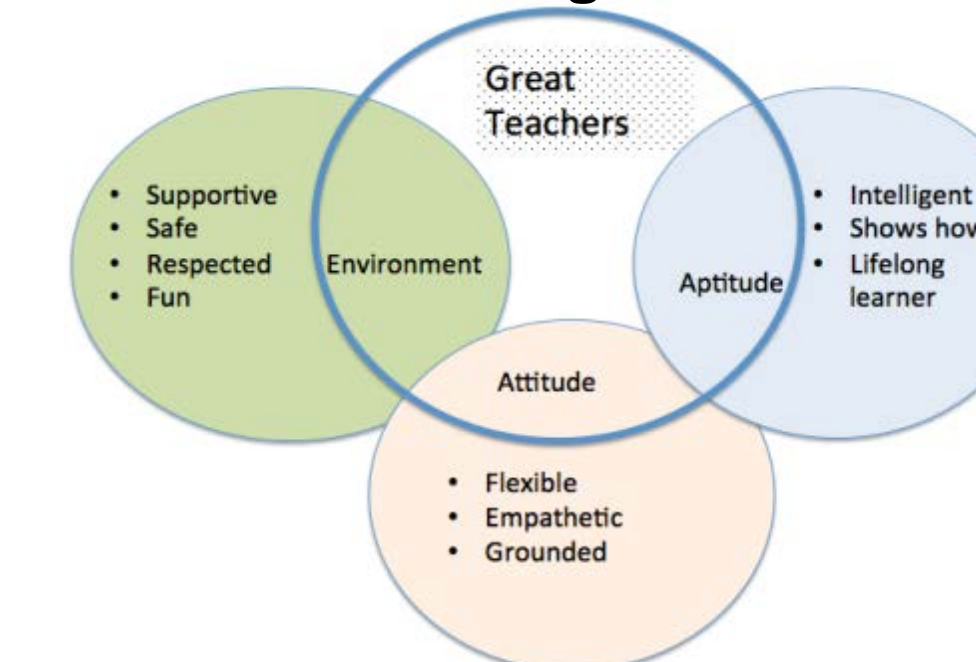 Great
Teachers
• Supportive
• Safe
• Respected
• Fun
Environment
Aptitude
• Intelligent
• Shows how
• Lifelong
learner
Attitude
• Flexible
• Empathetic
• Grounded